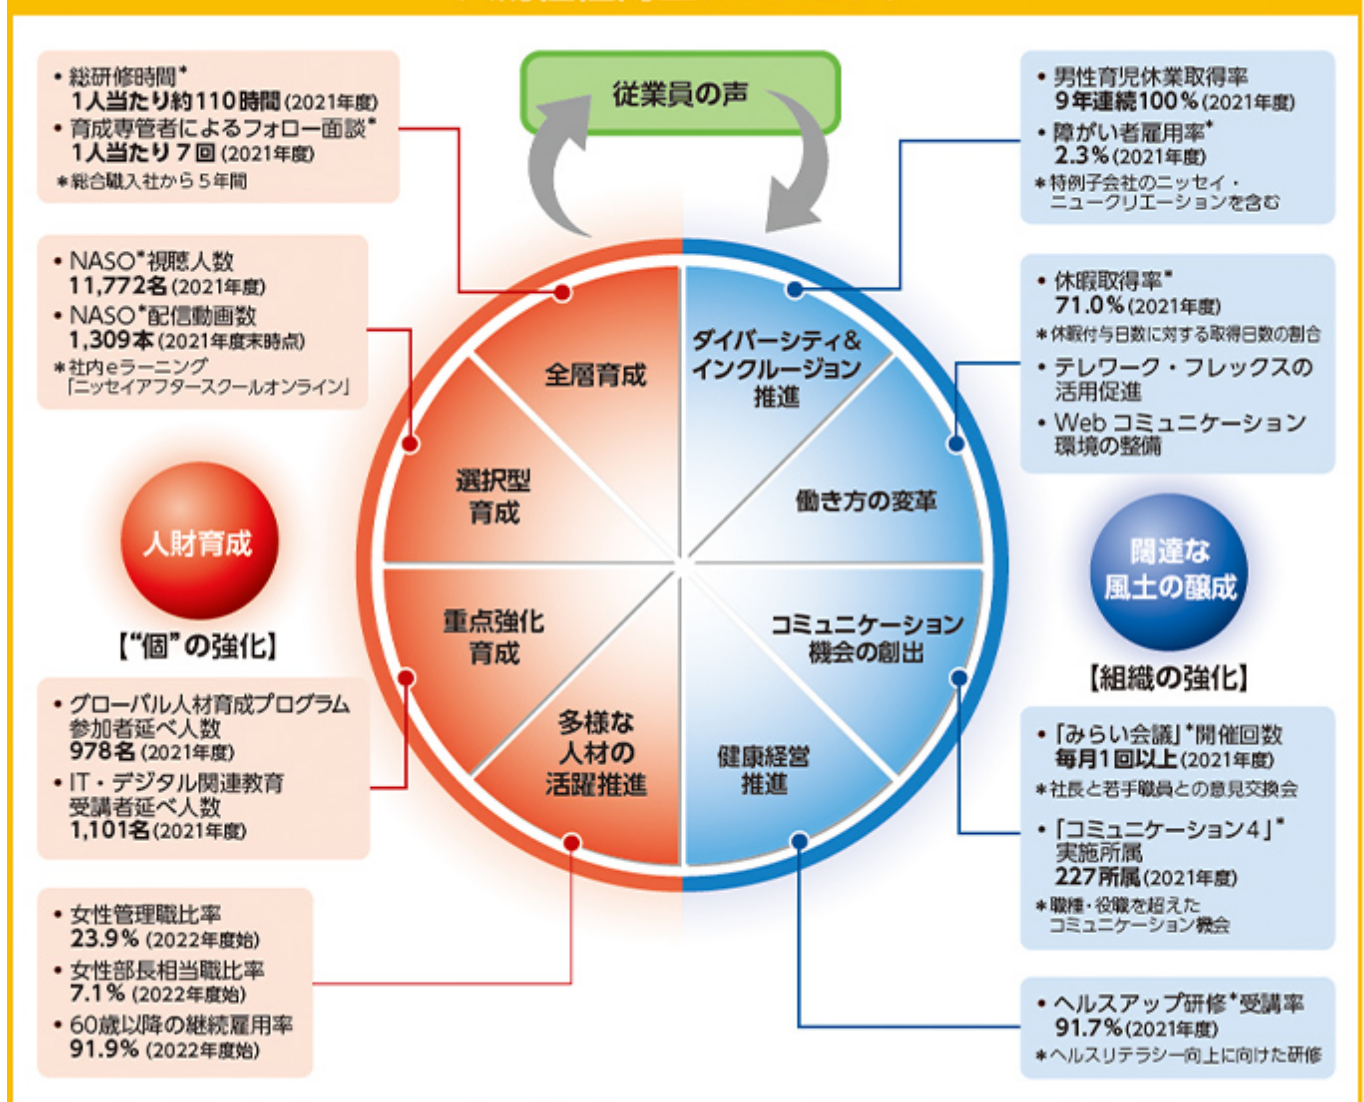 従業員の声
• 総研修時間*
1人当たり約110時間(2021年度)
• 育成専管者によるフォロー面談*
1人当たり7回(2021年度)
*総合職入社から5年間
• NASO*視聴人数
11,772名(2021年度)
• NASO*配信動画数
1,309本(2021年度末時点)
*社内eラーニング
「ニッセイアフタースクールオンライン」
人財育成
【“個”の強化】
• グローバル人材育成プログラム
参加者延べ人数
978名(2021年度)
• IT・デジタル関連教育
受講者延べ人数
1,101名(2021年度)
• 女性管理職比率
23.9%(2022年度始)
• 女性部長相当職比率
7.1%(2022年度始)
• 60歳以降の継続雇用率
91.9%(2022年度始)
全層育成
選択型
育成
重点強化
育成
多様な
人材の
活躍推進
ダイバーシティ&
インクルージョン
推進
働き方の変革
コミュニケーション
機会の創出
健康経営
推進
• 男性育児休業取得率
9年連続100%(2021年度)
• 障がい者雇用率*
2.3%(2021年度)
*特例子会社のニッセイ・
ニュークリエーションを含む
• 休暇取得率*
71.0%(2021年度)
*休暇付与日数に対する取得日数の割合
• テレワーク・フレックスの
活用促進
• Web コミュニケーション
環境の整備
闊達な
風土の醸成
【組織の強化】
• 「みらい会議」*開催回数
毎月1回以上(2021年度)
*社長と若手職員との意見交換会
• 「コミュニケーション4」*
実施所属
227所属(2021年度)
*職種・役職を超えた
コミュニケーション機会
• ヘルスアップ研修*受講率
91.7%(2021年度)
*ヘルスリテラシー向上に向けた研修